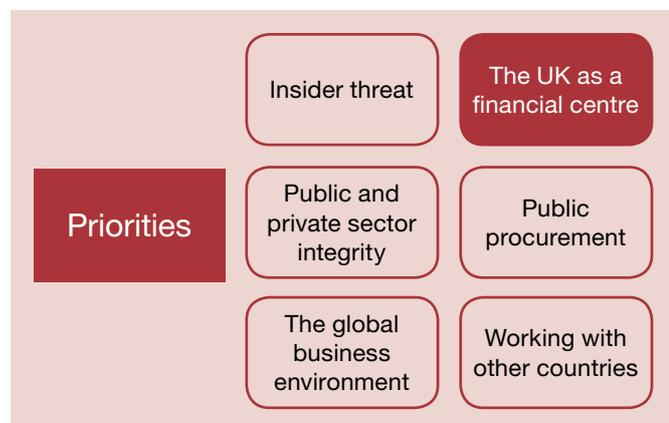 Insider threat
The UK as a
financial centre
Priorities
Public and
private sector
integrity
Public
procurement
The global
business
environment
Working with
other countries